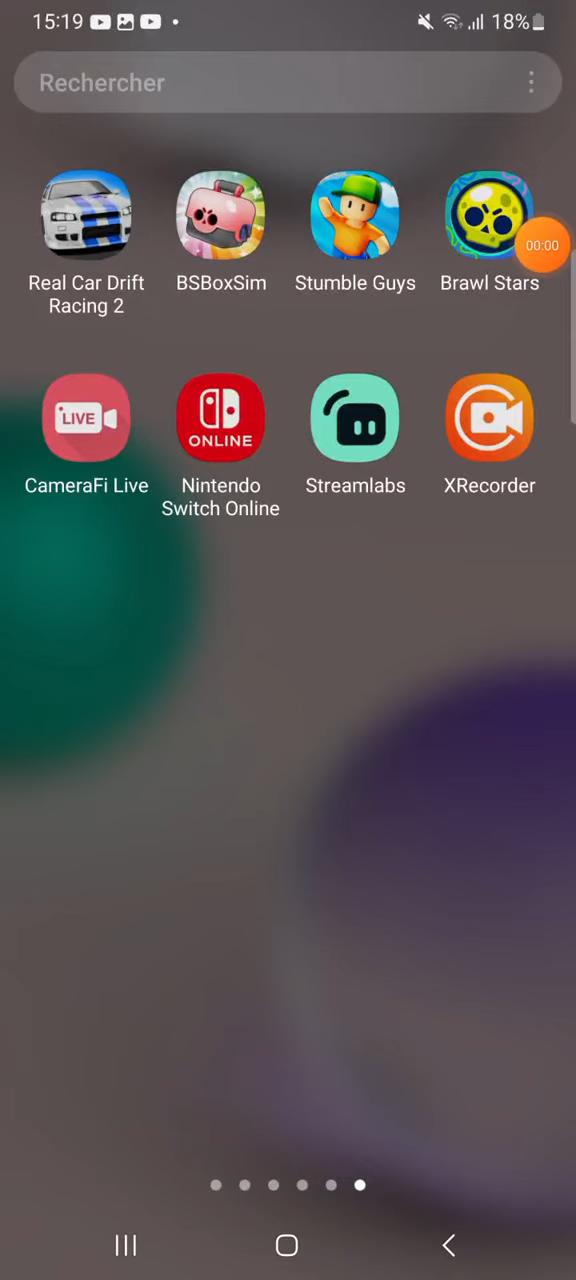 15:19
18%
Rechercher
00:00
Real Car Drift
Racing 2
BSBoxSim
Stumble Guys
Brawl Stars
LIVE
ONLINE
CameraFi Live
Nintendo
Switch Online
Streamlabs
XRecorder